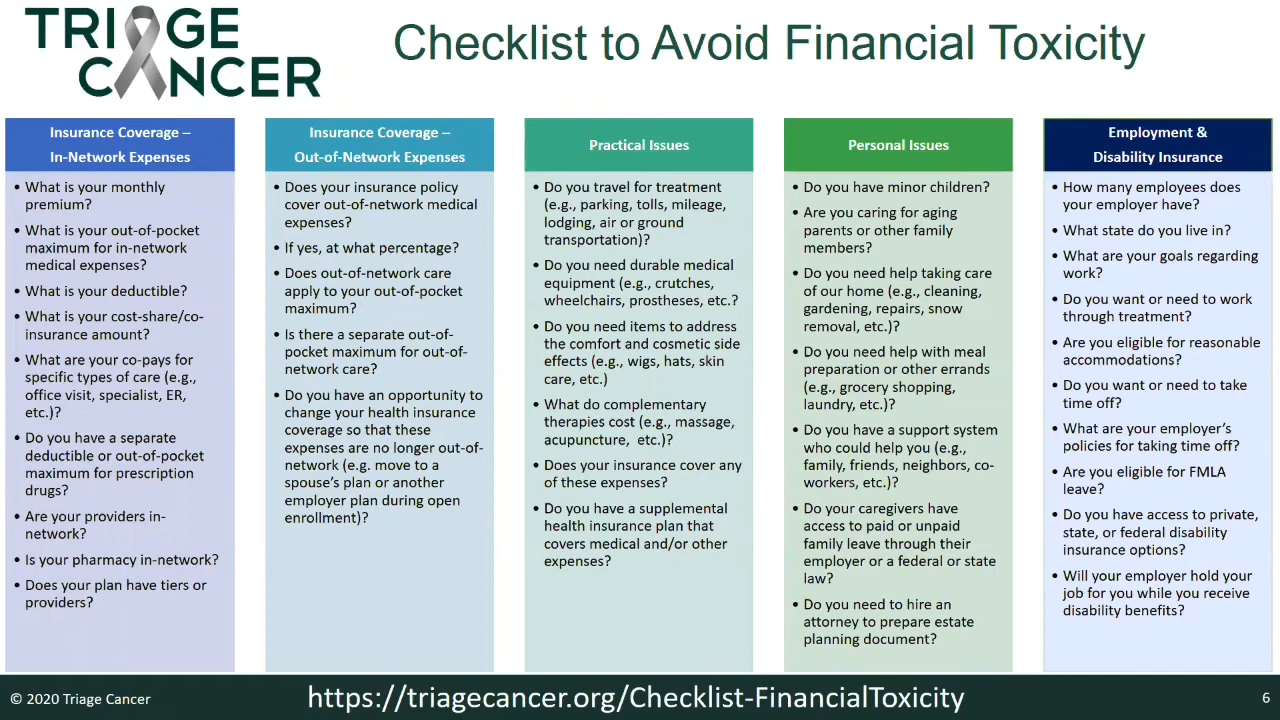 TRIAGE
CANCER
Checklist to Avoid Financial Toxicity
Insurance Coverage –
In-Network Expenses
• What is your monthly
premium?
• What is your out-of-pocket
maximum for in-network
medical expenses?
• What is your deductible?
• What is your cost-share/co-
insurance amount?
• What are your co-pays for
specific types of care (e.g.,
office visit, specialist, ER,
etc.)?
• Do you have a separate
deductible or out-of-pocket
maximum for prescription
drugs?
• Are your providers in-
network?
• Is your pharmacy in-network?
• Does your plan have tiers or
providers?
Insurance Coverage –
Out-of-Network Expenses
• Does your insurance policy
cover out-of-network medical
expenses?
• If yes, at what percentage?
• Does out-of-network care
apply to your out-of-pocket
maximum?
• Is there a separate out-of-
pocket maximum for out-of-
network care?
• Do you have an opportunity to
change your health insurance
coverage so that these
expenses are no longer out-of-
network (e.g. move to a
spouse's plan or another
employer plan during open
enrollment)?
Practical Issues
• Do you travel for treatment
(e.g., parking, tolls, mileage,
lodging, air or ground
transportation)?
• Do you need durable medical
equipment (e.g., crutches,
wheelchairs, prostheses, etc.?
• Do you need items to address
the comfort and cosmetic side
effects (e.g., wigs, hats, skin
care, etc.)
• What do complementary
therapies cost (e.g., massage,
acupuncture, etc.)?
• Does your insurance cover any
of these expenses?
• Do you have a supplemental
health insurance plan that
covers medical and/or other
expenses?
Personal Issues
• Do you have minor children?
• Are you caring for aging
parents or other family
members?
• Do you need help taking care
of our home (e.g., cleaning,
gardening, repairs, snow
removal, etc.)?
• Do you need help with meal
preparation or other errands
(e.g., grocery shopping,
laundry, etc.)?
• Do you have a support system
who could help you (e.g.,
family, friends, neighbors, co-
workers, etc.)?
• Do your caregivers have
access to paid or unpaid
family leave through their
employer or a federal or state
law?
• Do you need to hire an
attorney to prepare estate
planning document?
Employment &
Disability Insurance
• How many employees does
your employer have?
• What state do you live in?
• What are your goals regarding
work?
• Do you want or need to work
through treatment?
• Are you eligible for reasonable
accommodations?
• Do you want or need to take
time off?
• What are your employer's
policies for taking time off?
• Are you eligible for FMLA
leave?
• Do you have access to private,
state, or federal disability
insurance options?
• Will your employer hold your
job for you while you receive
disability benefits?
© 2020 Triage Cancer
https://triagecancer.org/Checklist-FinancialToxicity
6